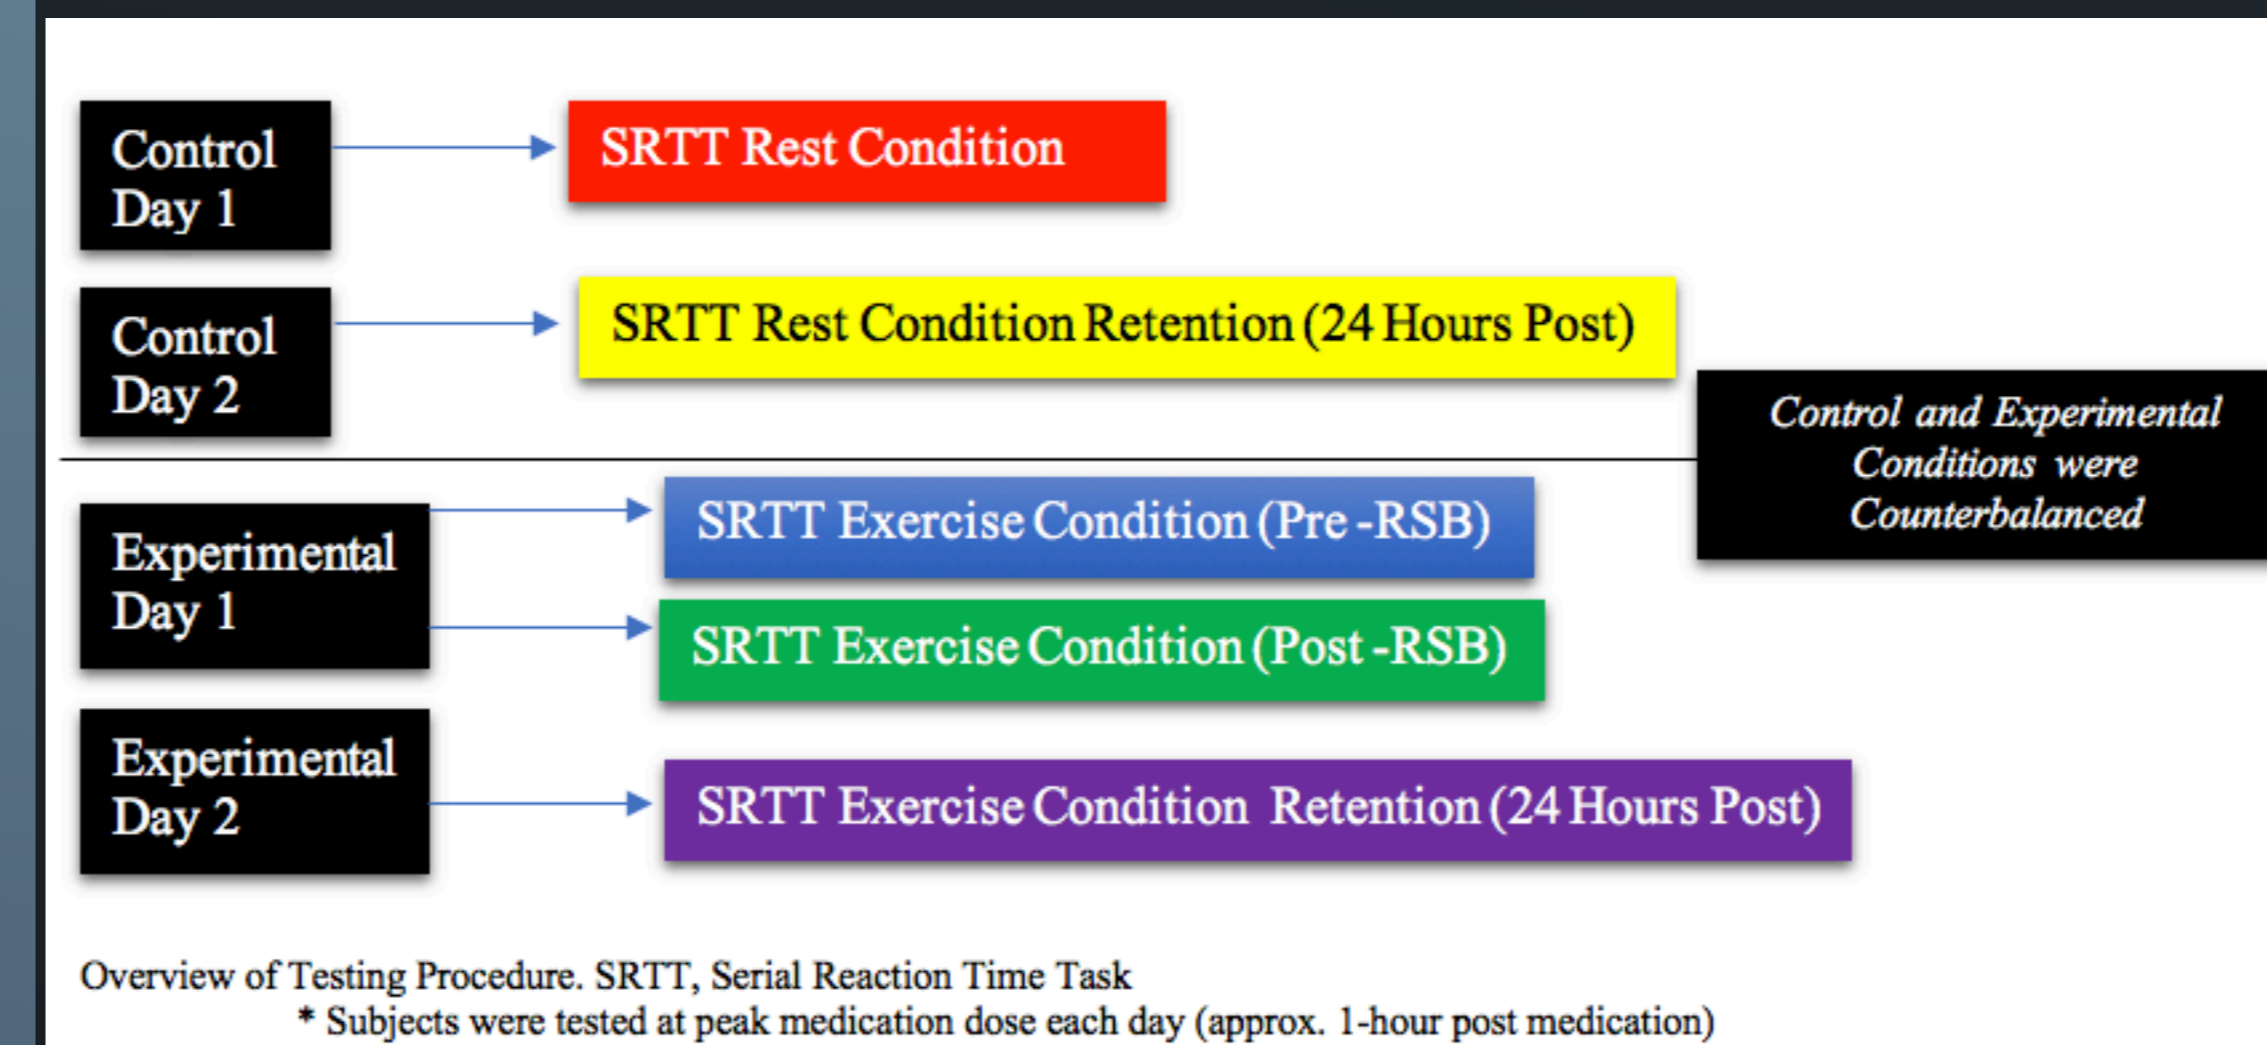 Control
Day 1
SRTT Rest Condition
Control
Day 2
SRTT Rest Condition Retention (24 Hours Post)
Control and Experimental
Conditions were
Counterbalanced
Experimental
Day 1
SRTT Exercise Condition (Pre -RSB)
SRTT Exercise Condition (Post -RSB)
Experimental
Day 2
SRTT Exercise Condition Retention (24 Hours Post)
Overview of Testing Procedure. SRTT, Serial Reaction Time Task
* Subjects were tested at peak medication dose each day (approx. 1-hour post medication)